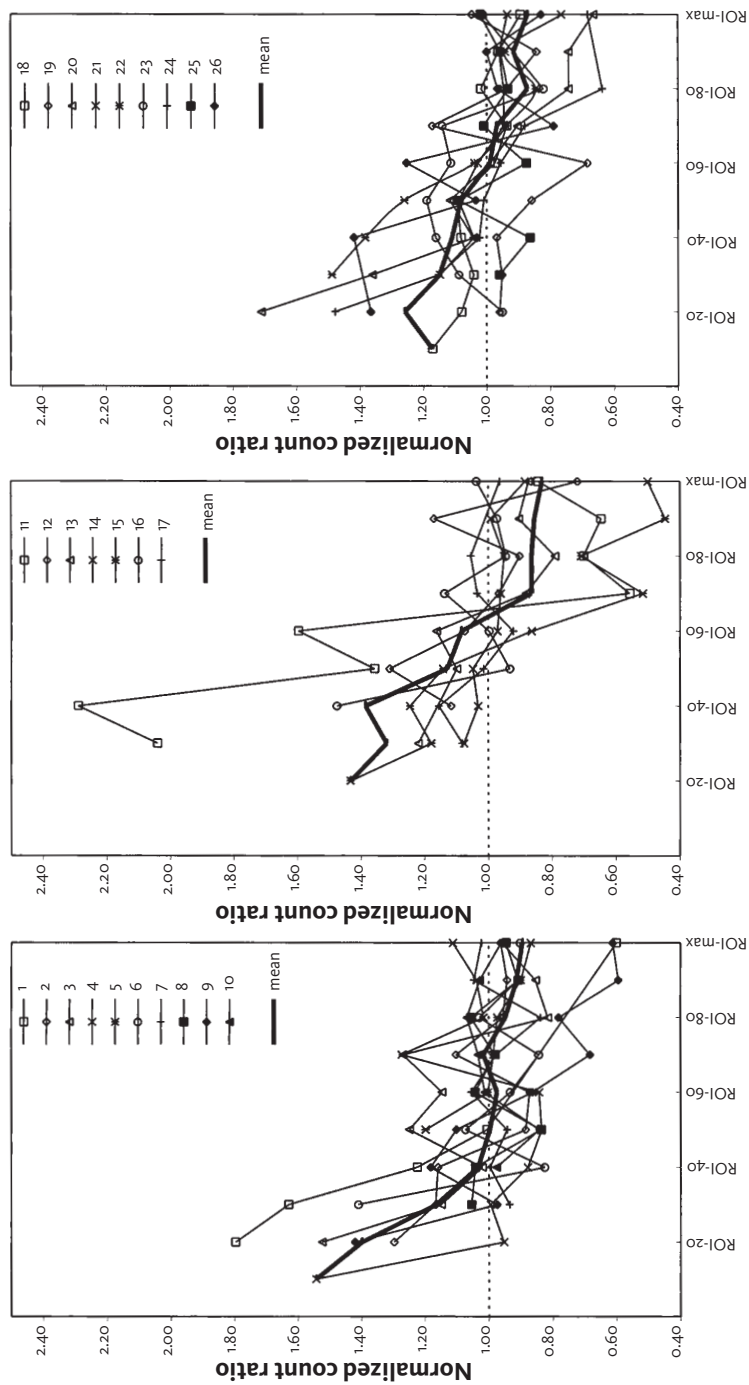 Normalized count ratio
2.40
2.20
2.00
1.80
1.60
1.40
1.20
1.00
0.80
0.60
0.40
ROI-20
ROI-40
ROI-60
ROI-80
ROI-max
1
2
3
4
5
6
7
8
9
10
mean
Normalized count ratio
2.40
2.20
2.00
1.80
1.60
1.40
1.20
1.00
0.80
0.60
0.40
ROI-20
ROI-40
ROI-60
ROI-80
ROI-max
11
12
13
14
15
16
17
mean
Normalized count ratio
2.40
2.20
2.00
1.80
1.60
1.40
1.20
1.00
0.80
0.60
0.40
ROI-20
ROI-40
ROI-60
ROI-80
ROI-max
18
19
20
21
22
23
24
25
26
mean